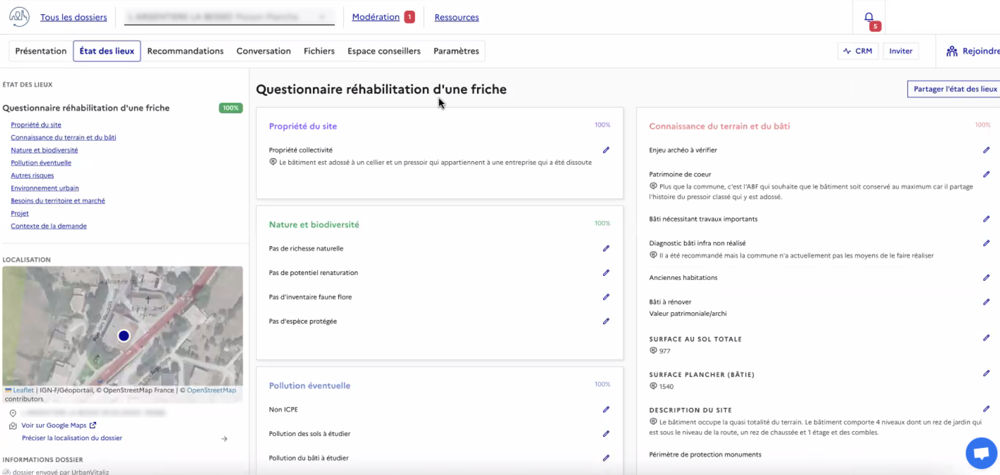 Tous les dossiers
Modération 1
Ressources
5
Présentation
État des lieux
Recommandations
Conversation
Fichiers
Espace conseillers
Paramètres
CRM
Inviter
Rejoindre
ÉTAT DES LIEUX
Questionnaire réhabilitation d'une friche 100%
Propriété du site
Connaissance du terrain et du bâti
Nature et biodiversité
Pollution éventuelle
Autres risques
Environnement urbain
Besoins du territoire et marché
Projet
Contexte de la demande
LOCALISATION
La Bessée du Milieu
Église Saint-
Michel
Rue des Vaudois
Leaflet | IGN-F/Géoportail, © OpenStreetMap France | © OpenStreetMap
contributors
Voir sur Google Maps
Préciser la localisation du dossier
INFORMATIONS DOSSIER
dossier envoyé par UrbanVitaliz
Questionnaire réhabilitation d'une friche
Partager l'état des lieux
Propriété du site 100%
Propriété collectivité
Le bâtiment est adossé à un cellier et un pressoir qui appartiennent à une entreprise qui a été dissoute
Nature et biodiversité 100%
Pas de richesse naturelle
Pas de potentiel renaturation
Pas d'inventaire faune flore
Pas d'espèce protégée
Pollution éventuelle 100%
Non ICPE
Pollution des sols à étudier
Pollution du bâti à étudier
Connaissance du terrain et du bâti 100%
Enjeu archéo à vérifier
Patrimoine de coeur
Plus que la commune, c'est l'ABF qui souhaite que le bâtiment soit conservé au maximum car il partage
l'histoire du pressoir classé qui y est adossé.
Bâti nécessitant travaux importants
Diagnostic bâti infra non réalisé
Il a été recommandé mais la commune n'a actuellement pas les moyens de le faire réaliser
Anciennes habitations
Bâti à rénover
Valeur patrimoniale/archi
SURFACE AU SOL TOTALE
977
SURFACE PLANCHER (BÂTIE)
1540
DESCRIPTION DU SITE
Le bâtiment occupe la quasi totalité du terrain. Le bâtiment comporte 4 niveaux dont un rez de jardin qui
est sous le niveau de la route, un rez de chaussée et 1 étage et des combles.
Périmètre de protection monuments